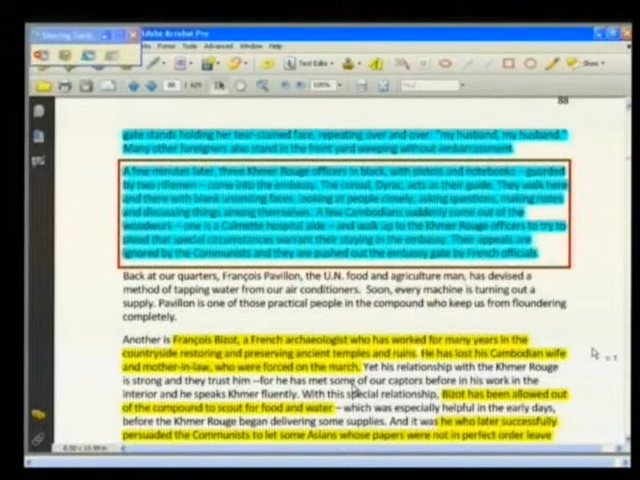 Adobe Acrobat Pro
Forms Tools Advanced Window Help
Text Edits
Show
88 / 629
125%
Find
88
gate stands holding her tear-stained face, repeating over and over: "my husband, my husband."
Many other foreigners also stand in the front yard weeping without embarrassment.
A few minutes later, three Khmer Rouge officers in black, with pistols and notebooks -- guarded
by two riflemen -- come into the embassy. The consul, Dyrac, acts as their guide. They walk here
and there with blank unsmiling faces, looking at people closely, asking questions, making notes
and discussing things among themselves. A few Cambodians suddenly come out of the
woodwork -- one is a Calmette hospital aide -- and walk up to the Khmer Rouge officers to try to
plead that special circumstances warrant their staying in the embassy. Their appeals are
ignored by the Communists and they are pushed out the embassy gate by French officials.
Back at our quarters, François Pavillon, the U.N. food and agriculture man, has devised a
method of tapping water from our air conditioners. Soon, every machine is turning out a
supply. Pavillon is one of those practical people in the compound who keep us from floundering
completely.
Another is François Bizot, a French archaeologist who has worked for many years in the
countryside restoring and preserving ancient temples and ruins. He has lost his Cambodian wife
and mother-in-law, who were forced on the march. Yet his relationship with the Khmer Rouge
is strong and they trust him --for he has met some of our captors before in his work in the
interior and he speaks Khmer fluently. With this special relationship, Bizot has been allowed out
of the compound to scout for food and water -- which was especially helpful in the early days,
before the Khmer Rouge began delivering some supplies. And it was he who later successfully
persuaded the Communists to let some Asians whose papers were not in perfect order leave